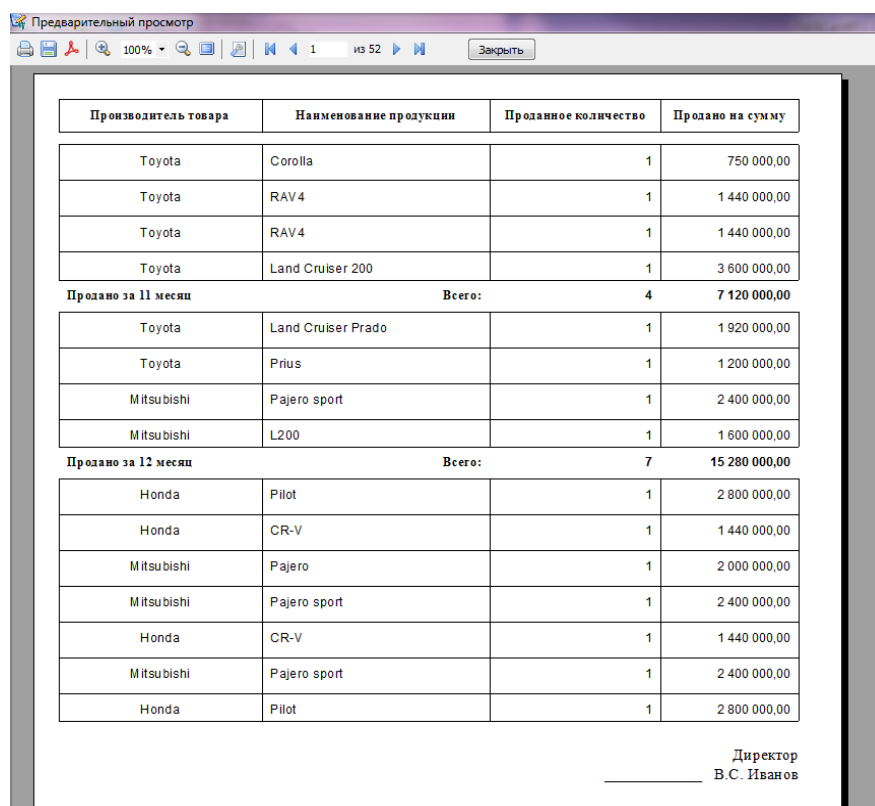 Предварительный просмотр
100% 1 из 52 Закрыть
Производитель товара Наименование продукции Проданное количество Продано на сумму
Toyota Corolla 1 750 000,00
Toyota RAV4 1 1 440 000,00
Toyota RAV4 1 1 440 000,00
Toyota Land Cruiser 200 1 3 600 000,00
Продано за 11 месяц Всего: 4 7 120 000,00
Toyota Land Cruiser Prado 1 1 920 000,00
Toyota Prius 1 1 200 000,00
Mitsubishi Pajero sport 1 2 400 000,00
Mitsubishi L200 1 1 600 000,00
Продано за 12 месяц Всего: 7 15 280 000,00
Honda Pilot 1 2 800 000,00
Honda CR-V 1 1 440 000,00
Mitsubishi Pajero 1 2 000 000,00
Mitsubishi Pajero sport 1 2 400 000,00
Honda CR-V 1 1 440 000,00
Mitsubishi Pajero sport 1 2 400 000,00
Honda Pilot 1 2 800 000,00
Директор
В.С. Иванов